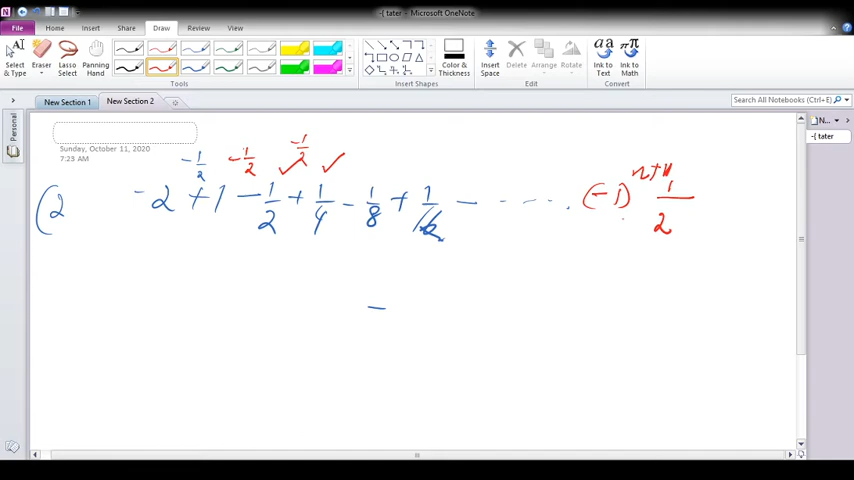 -{ tater – Microsoft OneNote
File Home Insert Share Draw Review View
Select & Type Eraser Lasso Select Panning Hand Color & Thickness Insert Space Delete Arrange Rotate Ink to Text Ink to Math
Tools Shapes Edit Convert
New Section 1 New Section 2 Search All Notebooks (Ctrl+E) N...
Personal
-{ tater
Sunday, October 11, 2020
7:23 AM
-1/2 -1/2 -1/2 ✓ ✓
(2 -2 + 1 - 1/2 + 1/4 - 1/8 + 1/16 - ----- (-1)^n+1 1/2
-